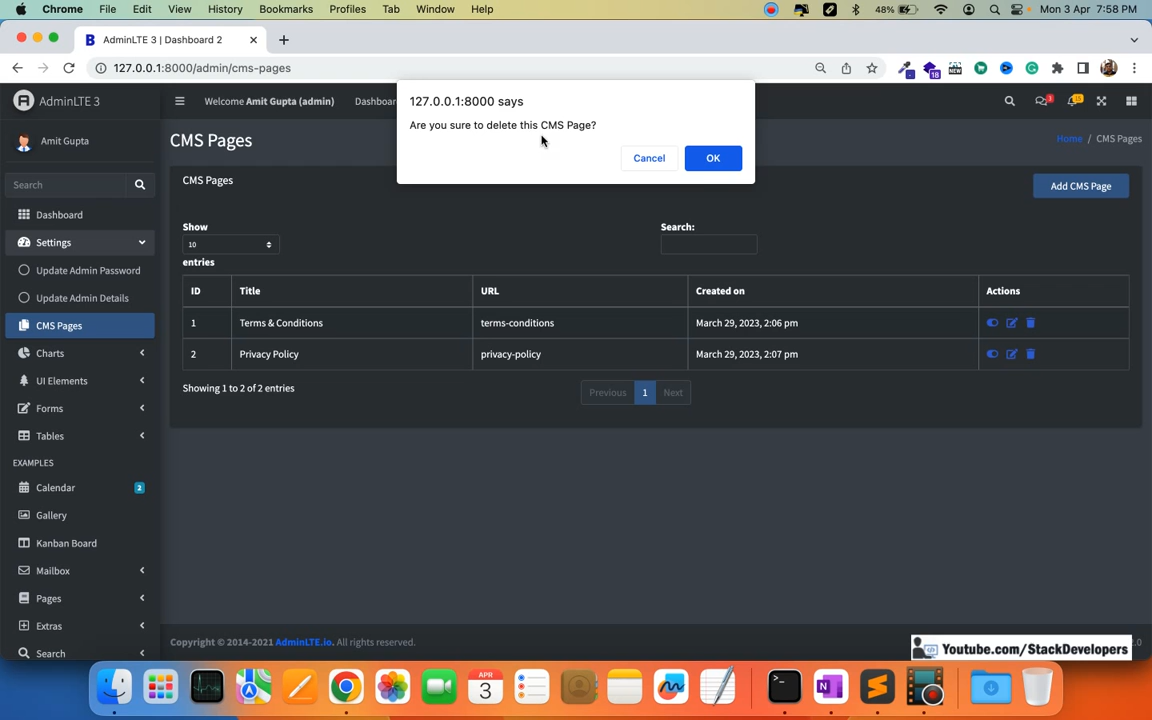 Chrome File Edit View History Bookmarks Profiles Tab Window Help 48% Mon 3 Apr 7:58 PM
AdminLTE 3 | Dashboard 2
127.0.0.1:8000/admin/cms-pages
18
NEW
AdminLTE 3
Welcome Amit Gupta (admin) Dashboar
3
15
127.0.0.1:8000 says
Are you sure to delete this CMS Page?
Cancel OK
Amit Gupta
CMS Pages
Home / CMS Pages
Search
CMS Pages
Add CMS Page
Dashboard
Settings
Update Admin Password
Update Admin Details
CMS Pages
Charts
UI Elements
Forms
Tables
EXAMPLES
Calendar 2
Gallery
Kanban Board
Mailbox
Pages
Extras
Search
Show
10
entries
Search:
ID Title URL Created on Actions
1 Terms & Conditions terms-conditions March 29, 2023, 2:06 pm
2 Privacy Policy privacy-policy March 29, 2023, 2:07 pm
Showing 1 to 2 of 2 entries
Previous 1 Next
Copyright © 2014-2021 AdminLTE.io. All rights reserved.
Youtube.com/StackDevelopers
APR
3